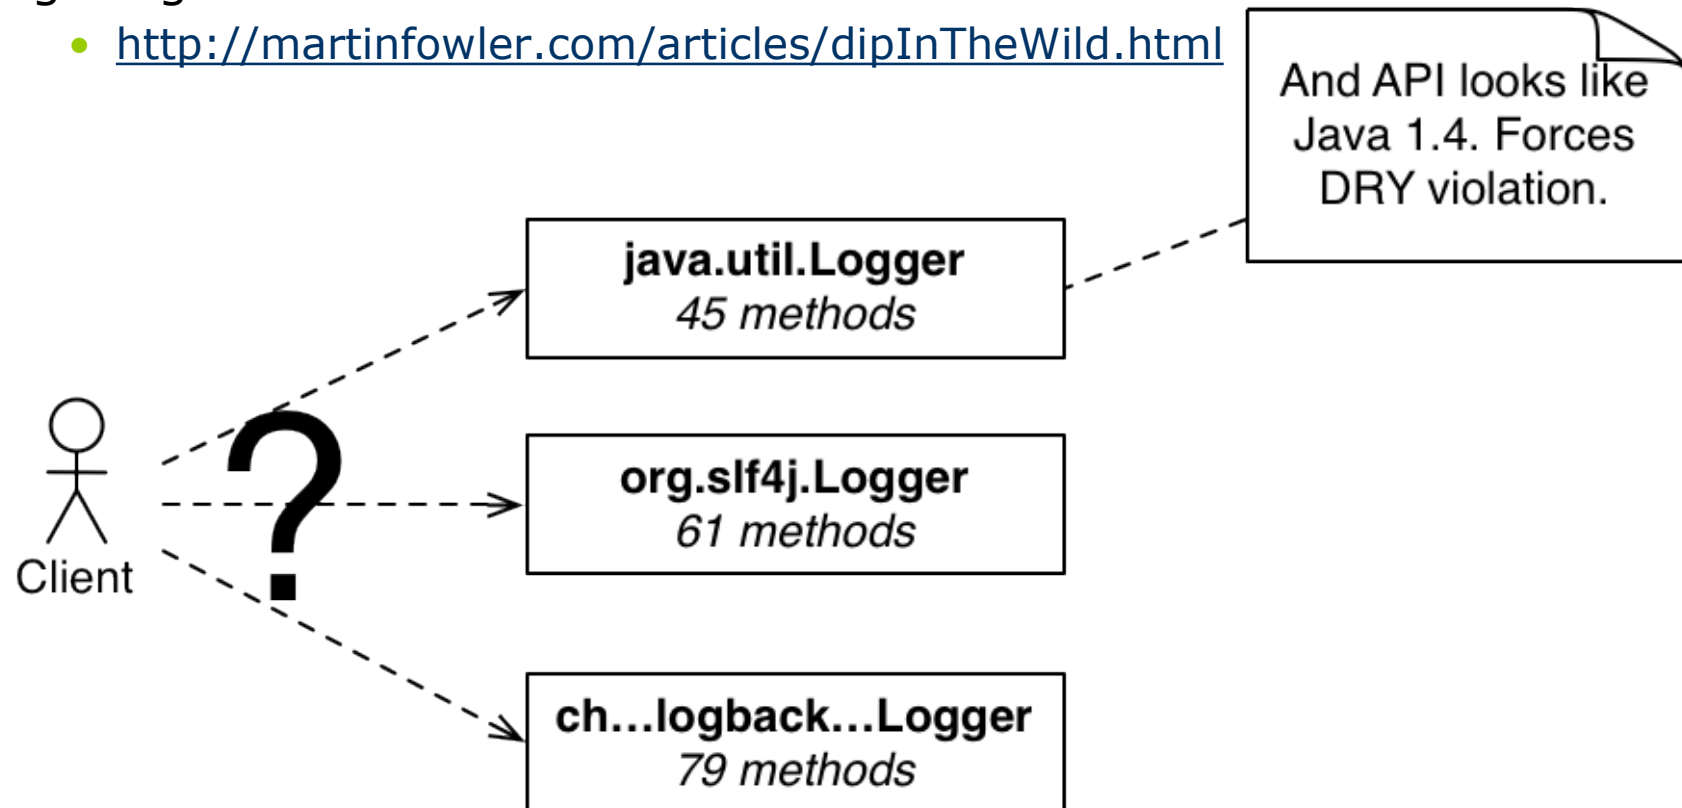 http://martinfowler.com/articles/dipInTheWild.html
And API looks like
Java 1.4. Forces
DRY violation.
java.util.Logger
45 methods
org.slf4j.Logger
61 methods
Client
?
ch...logback...Logger
79 methods